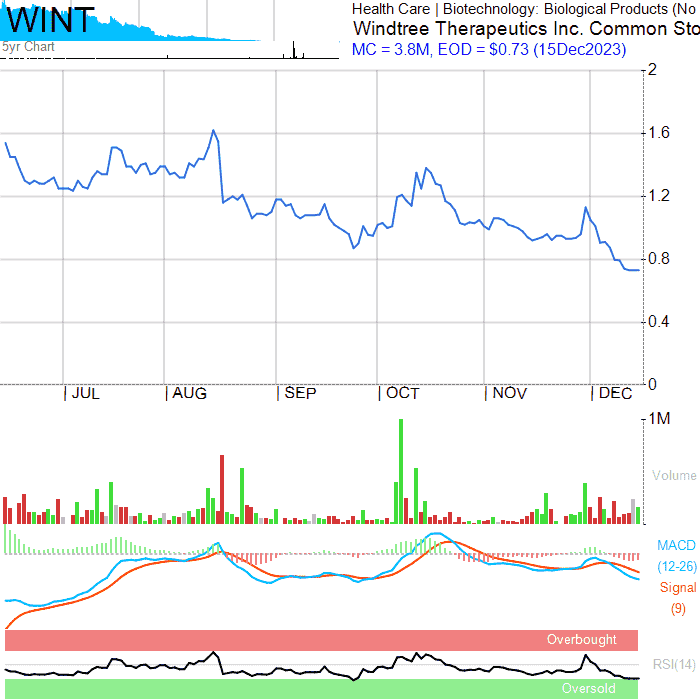 WINT
5yr Chart
Health Care | Biotechnology: Biological Products (No
Windtree Therapeutics Inc. Common Sto
MC = 3.8M, EOD = $0.73 (15Dec2023)
2
1.6
1.2
0.8
0.4
0
JUL AUG SEP OCT NOV DEC
1M
Volume
MACD
(12-26)
Signal
(9)
Overbought
RSI(14)
Oversold